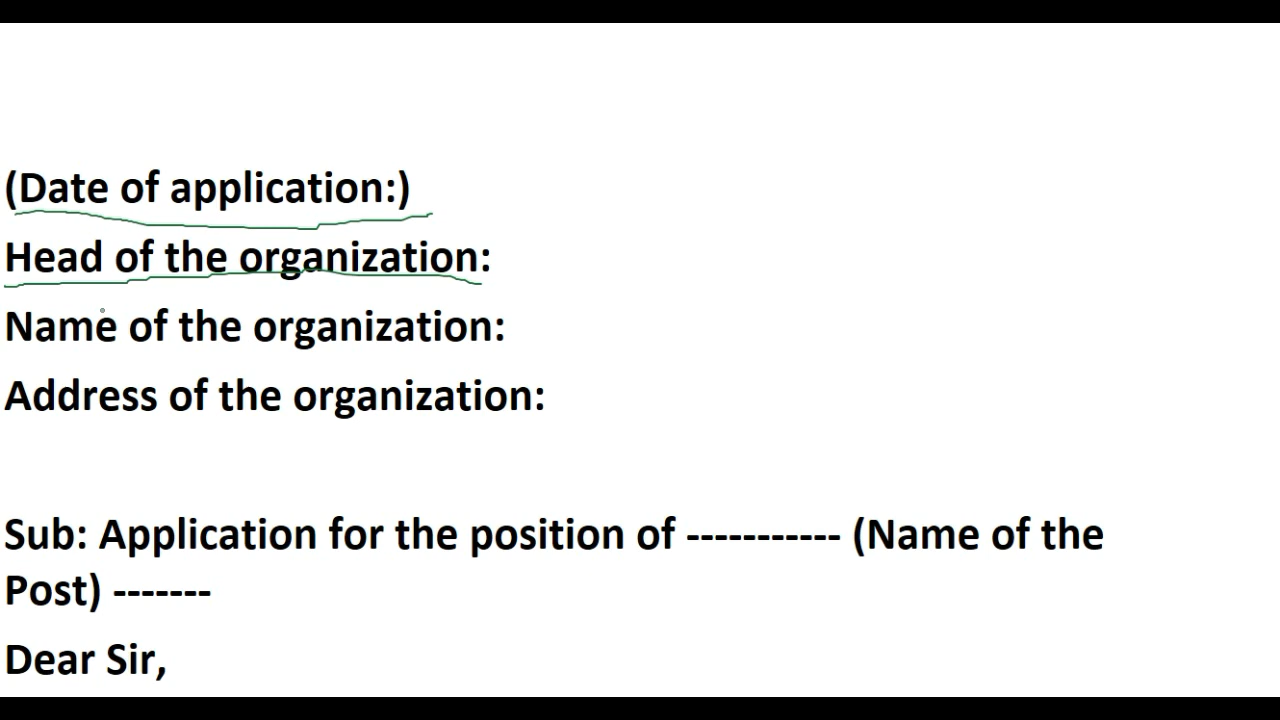 (Date of application:)
Head of the organization:
Name of the organization:
Address of the organization:
Sub: Application for the position of ----------- (Name of the
Post) -------
Dear Sir,